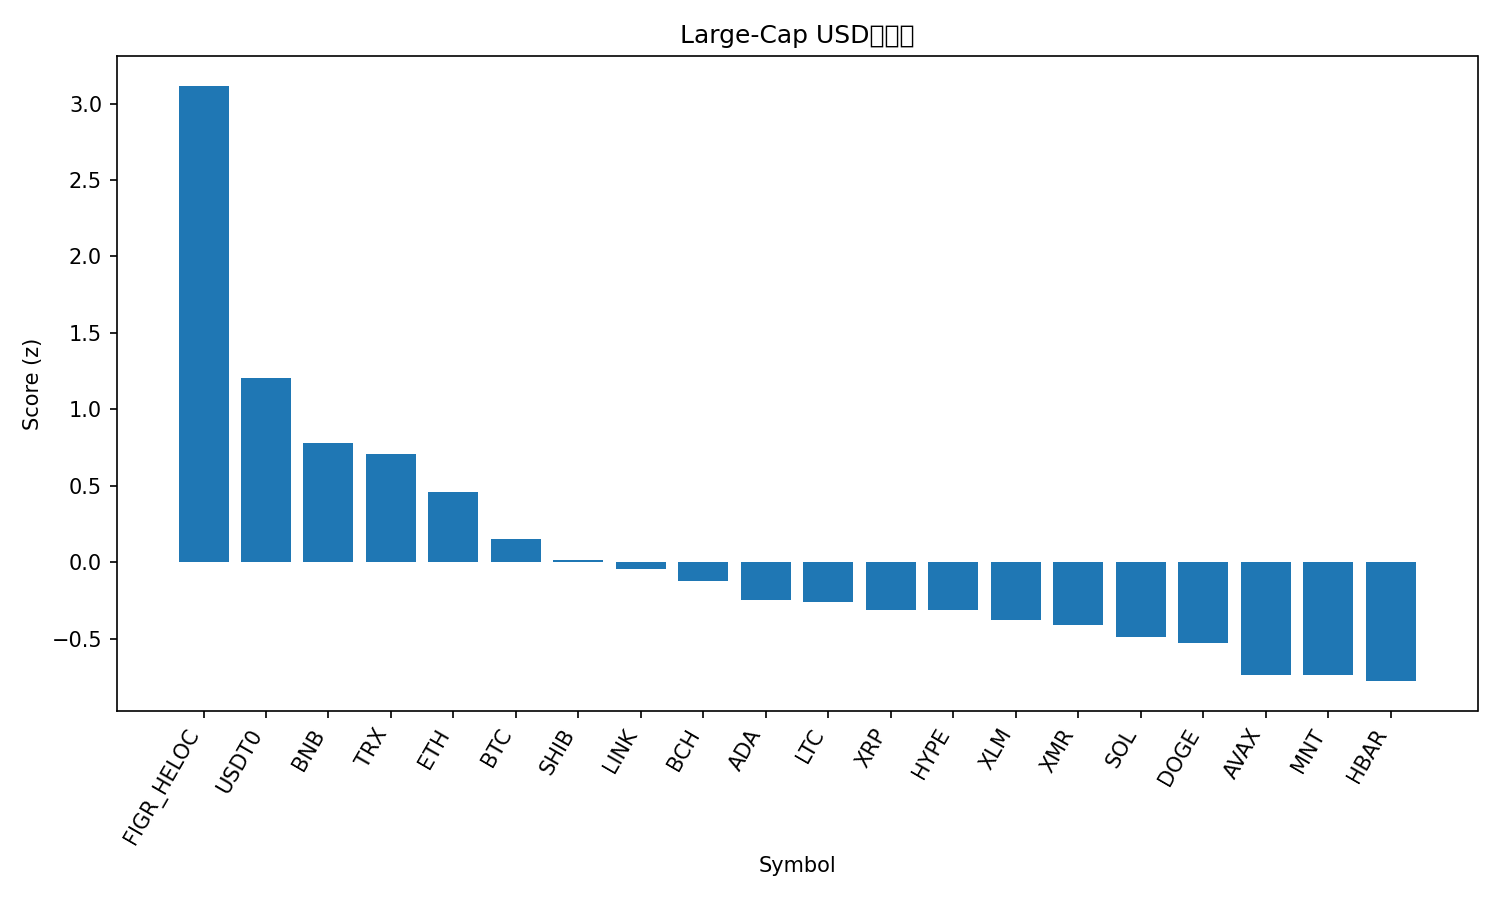 Large-Cap USD
Score (z)
3.0
2.5
2.0
1.5
1.0
0.5
0.0
−0.5
FIGR_HELOC
USDT0
BNB
TRX
ETH
BTC
SHIB
LINK
BCH
ADA
LTC
XRP
HYPE
XLM
XMR
SOL
DOGE
AVAX
MNT
HBAR
Symbol